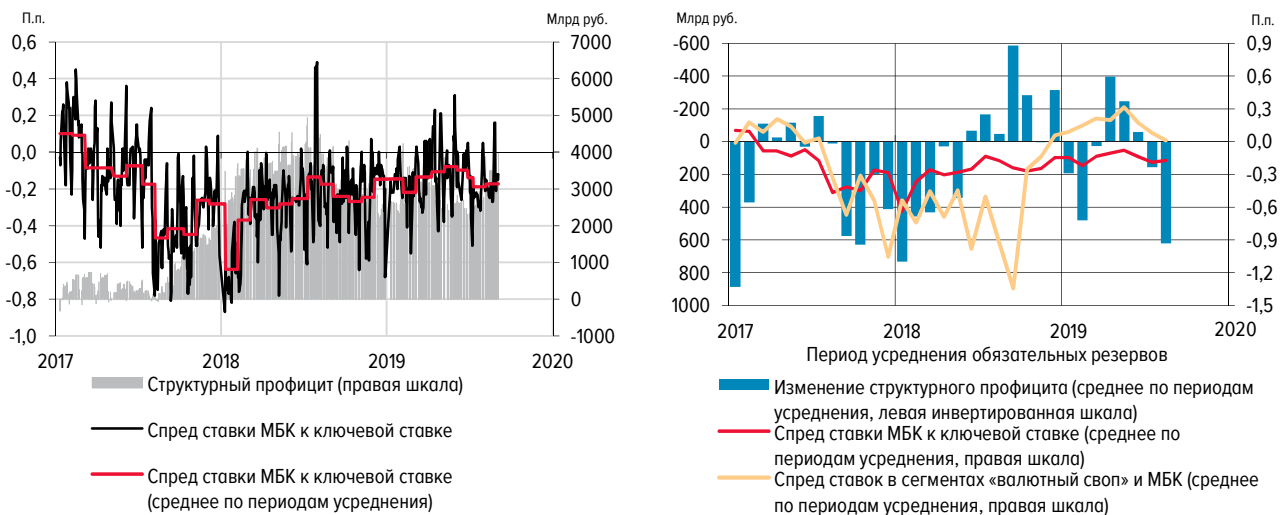 П.п.
Млрд руб.
0,6
0,4
0,2
0,0
-0,2
-0,4
-0,6
-0,8
-1,0
7000
6000
5000
4000
3000
2000
1000
0
-1000
2017
2018
2019
2020
Структурный профицит (правая шкала)
Спред ставки МБК к ключевой ставке
Спред ставки МБК к ключевой ставке
(среднее по периодам усреднения)
Млрд руб.
П.п.
-600
-400
-200
0
200
400
600
800
1000
0,9
0,6
0,3
0,0
-0,3
-0,6
-0,9
-1,2
-1,5
2017
2018
2019
2020
Период усреднения обязательных резервов
Изменение структурного профицита (среднее по периодам
усреднения, левая инвертированная шкала)
Спред ставки МБК к ключевой ставке (среднее по
периодам усреднения, правая шкала)
Спред ставок в сегментах «валютный своп» и МБК (среднее
по периодам усреднения, правая шкала)